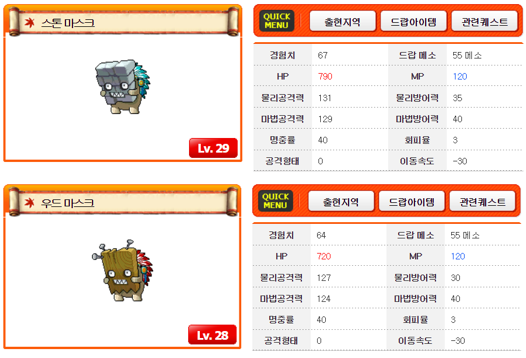 스톤 마스크
Lv. 29
QUICK MENU
출현지역 드랍아이템 관련퀘스트
경험치 67 드랍 메소 55 메소
HP 790 MP 120
물리공격력 131 물리방어력 35
마법공격력 129 마법방어력 40
명중률 40 회피율 3
공격형태 0 이동속도 -30
우드 마스크
Lv. 28
QUICK MENU
출현지역 드랍아이템 관련퀘스트
경험치 64 드랍 메소 55 메소
HP 720 MP 120
물리공격력 127 물리방어력 30
마법공격력 124 마법방어력 40
명중률 40 회피율 3
공격형태 0 이동속도 -30